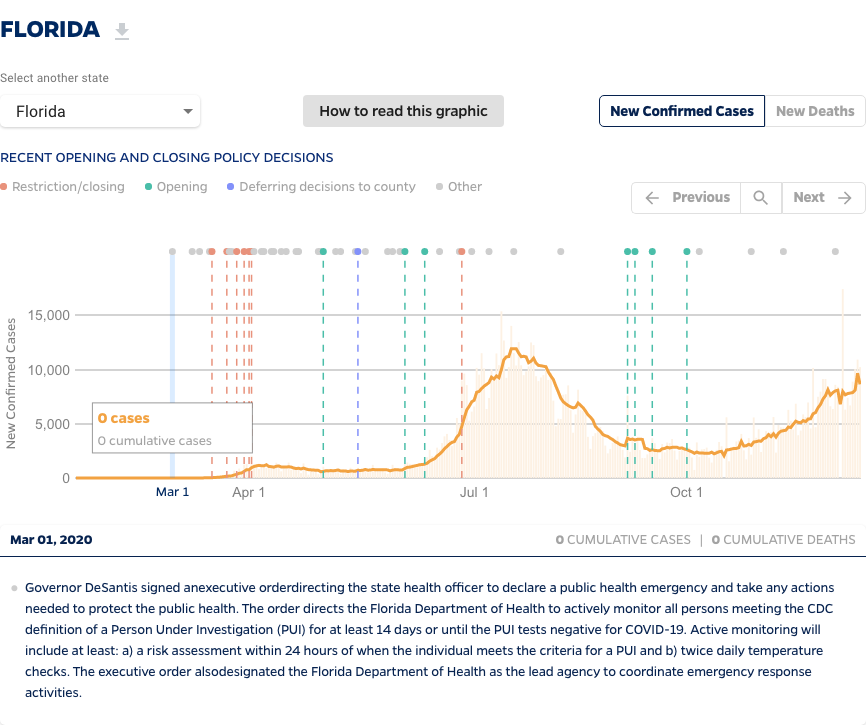 FLORIDA
Select another state
Florida
How to read this graphic
New Confirmed Cases
New Deaths
RECENT OPENING AND CLOSING POLICY DECISIONS
Restriction/closing
Opening
Deferring decisions to county
Other
Previous
Next
New Confirmed Cases
15,000
10,000
5,000
0
0 cases
0 cumulative cases
Mar 1
Apr 1
Jul 1
Oct 1
Mar 01, 2020
0 CUMULATIVE CASES | 0 CUMULATIVE DEATHS
Governor DeSantis signed anexecutive orderdirecting the state health officer to declare a public health emergency and take any actions
needed to protect the public health. The order directs the Florida Department of Health to actively monitor all persons meeting the CDC
definition of a Person Under Investigation (PUI) for at least 14 days or until the PUI tests negative for COVID-19. Active monitoring will
include at least: a) a risk assessment within 24 hours of when the individual meets the criteria for a PUI and b) twice daily temperature
checks. The executive order alsodesignated the Florida Department of Health as the lead agency to coordinate emergency response
activities.